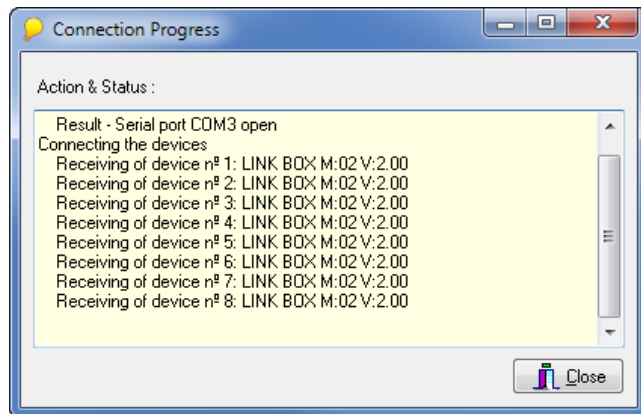 Connection Progress
Action & Status :
Result - Serial port COM3 open
Connecting the devices
Receiving of device nº 1: LINK BOX M:02 V:2.00
Receiving of device nº 2: LINK BOX M:02 V:2.00
Receiving of device nº 3: LINK BOX M:02 V:2.00
Receiving of device nº 4: LINK BOX M:02 V:2.00
Receiving of device nº 5: LINK BOX M:02 V:2.00
Receiving of device nº 6: LINK BOX M:02 V:2.00
Receiving of device nº 7: LINK BOX M:02 V:2.00
Receiving of device nº 8: LINK BOX M:02 V:2.00
Close